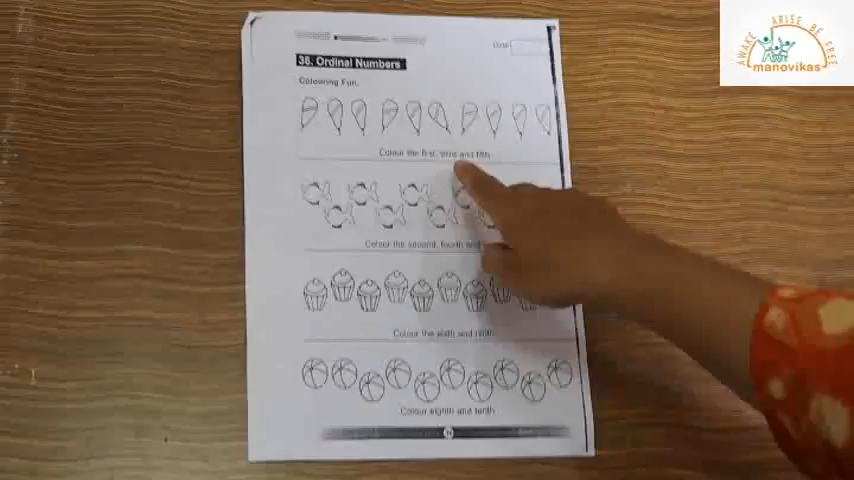 AWAKE ARISE BE FREE
manovikas
Date
36. Ordinal Numbers
Colouring Fun.
Colour the first, third and fifth
Colour the second, fourth and
Colour the sixth and tenth
Colour eighth and tenth